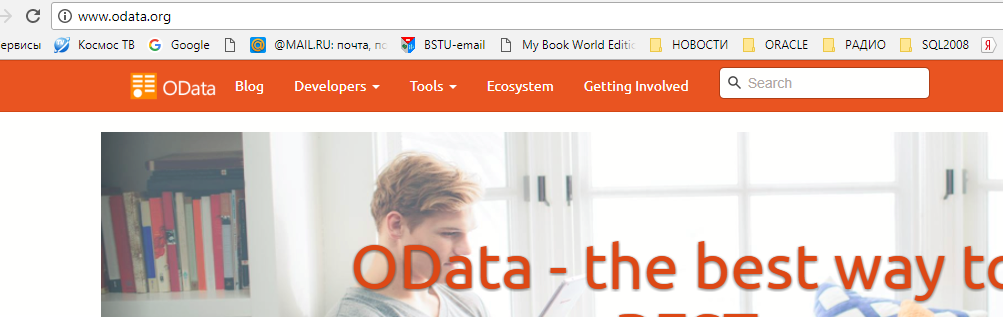 www.odata.org
ервисы Космос ТВ Google @MAIL.RU: почта, по BSTU-email My Book World Editio НОВОСТИ ORACLE РАДИО SQL2008
OData Blog Developers Tools Ecosystem Getting Involved Search
OData - the best way to
REST